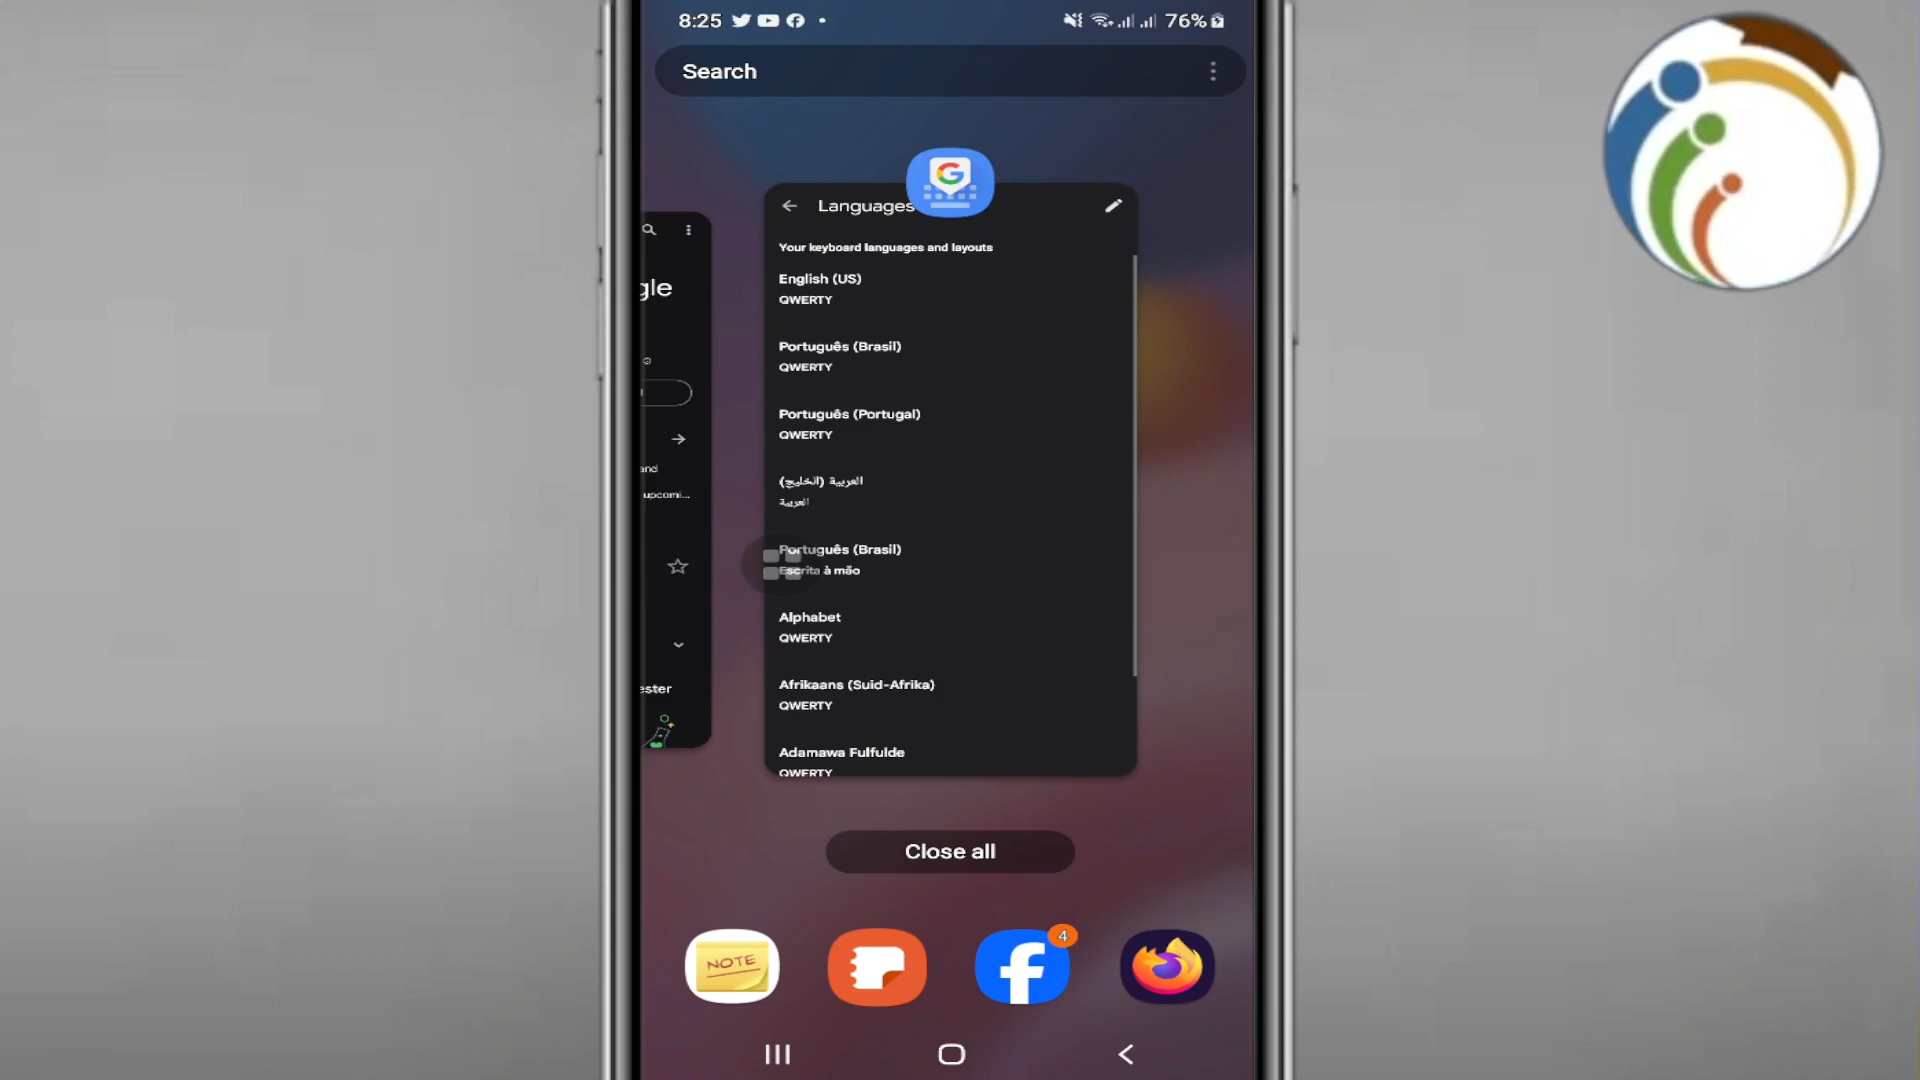 8:25
76%
Search
Languages
Your keyboard languages and layouts
English (US)
QWERTY
Português (Brasil)
QWERTY
Português (Portugal)
QWERTY
العربية (الخليج)
العربية
Português (Brasil)
Escrita à mão
Alphabet
QWERTY
Afrikaans (Suid-Afrika)
QWERTY
Adamawa Fulfulde
QWERTY
gle
and
upcomi...
ester
Close all
NOTE
4